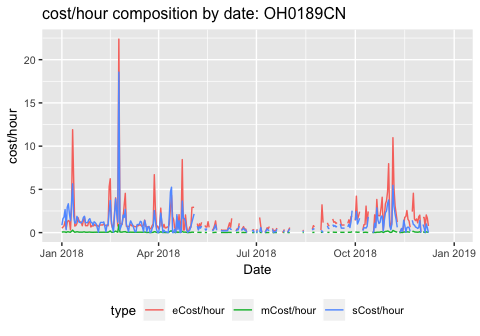 cost/hour composition by date: OH0189CN
20
15
10
5
0
cost/hour
Jan 2018 Apr 2018 Jul 2018 Oct 2018 Jan 2019
Date
type eCost/hour mCost/hour sCost/hour